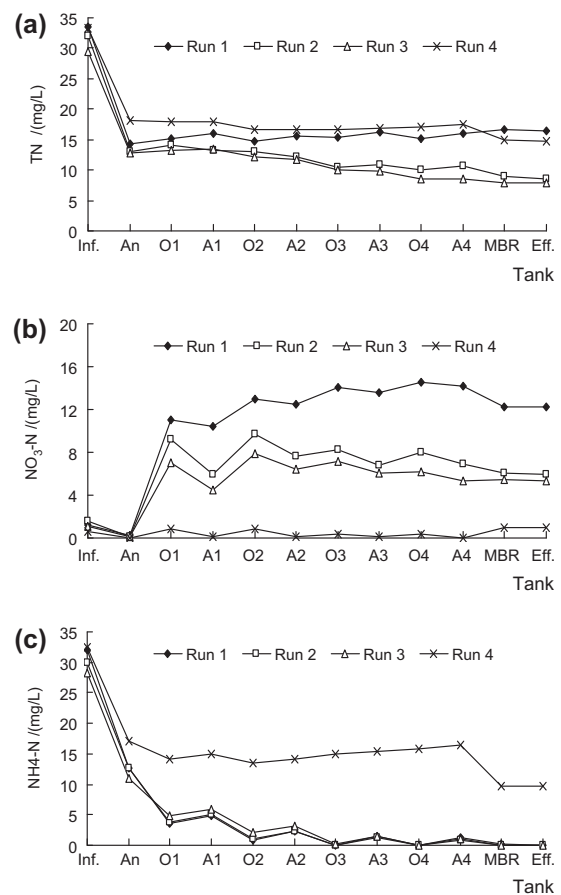 (a)
TN /(mg/L)
35
30
25
20
15
10
5
0
Run 1 Run 2 Run 3 Run 4
Inf. An O1 A1 O2 A2 O3 A3 O4 A4 MBR Eff.
Tank
(b)
NO3-N /(mg/L)
20
16
12
8
4
0
Run 1 Run 2 Run 3 Run 4
Inf. An O1 A1 O2 A2 O3 A3 O4 A4 MBR Eff.
Tank
(c)
NH4-N /(mg/L)
35
30
25
20
15
10
5
0
Run 1 Run 2 Run 3 Run 4
Inf. An O1 A1 O2 A2 O3 A3 O4 A4 MBR Eff.
Tank